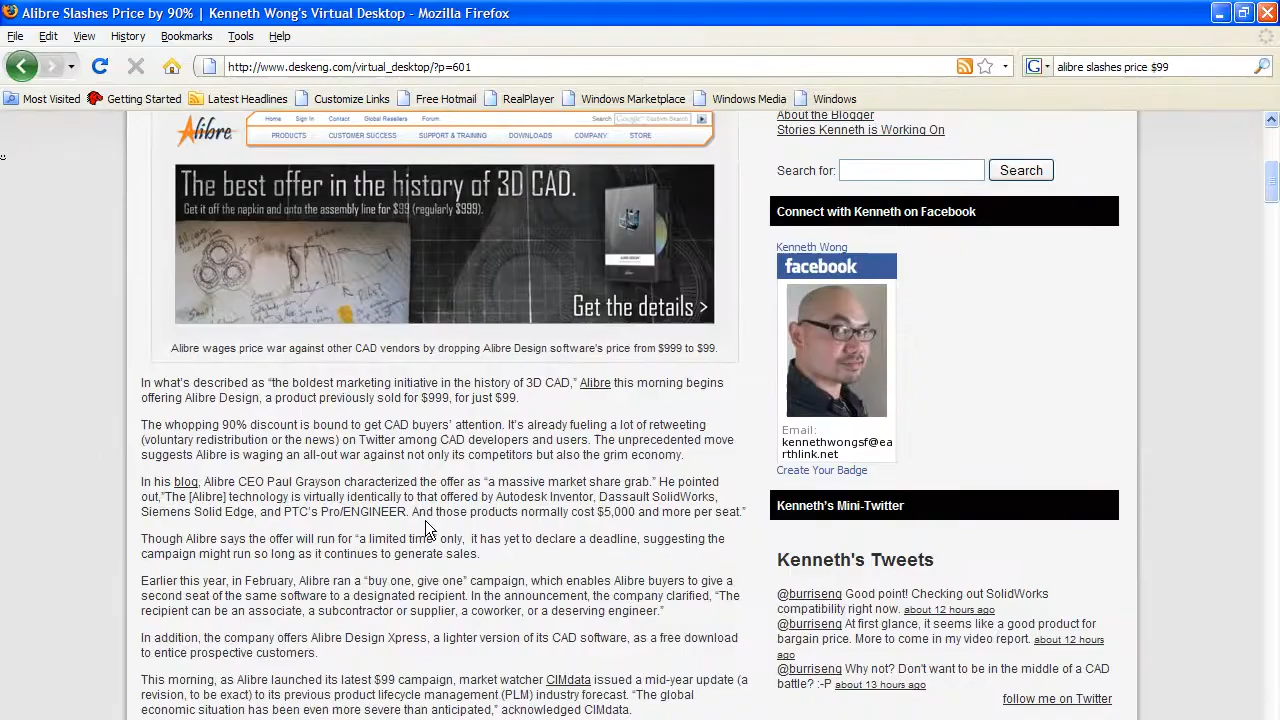 Alibre Slashes Price by 90% | Kenneth Wong's Virtual Desktop - Mozilla Firefox
File Edit View History Bookmarks Tools Help
http://www.deskeng.com/virtual_desktop/?p=601
alibre slashes price $99
Most Visited Getting Started Latest Headlines Customize Links Free Hotmail RealPlayer Windows Marketplace Windows Media Windows
Home Sign In Contact Global Resellers Forum Search Google Custom Search
Alibre
PRODUCTS CUSTOMER SUCCESS SUPPORT & TRAINING DOWNLOADS COMPANY STORE
The best offer in the history of 3D CAD.
Get it off the napkin and onto the assembly line for $99 (regularly $999).
Get the details >
Alibre wages price war against other CAD vendors by dropping Alibre Design software's price from $999 to $99.
In what's described as “the boldest marketing initiative in the history of 3D CAD,” Alibre this morning begins
offering Alibre Design, a product previously sold for $999, for just $99.
The whopping 90% discount is bound to get CAD buyers' attention. It's already fueling a lot of retweeting
(voluntary redistribution or the news) on Twitter among CAD developers and users. The unprecedented move
suggests Alibre is waging an all-out war against not only its competitors but also the grim economy.
In his blog, Alibre CEO Paul Grayson characterized the offer as “a massive market share grab.” He pointed
out,”The [Alibre] technology is virtually identically to that offered by Autodesk Inventor, Dassault SolidWorks,
Siemens Solid Edge, and PTC's Pro/ENGINEER. And those products normally cost $5,000 and more per seat.”
Though Alibre says the offer will run for “a limited time” only, it has yet to declare a deadline, suggesting the
campaign might run so long as it continues to generate sales.
Earlier this year, in February, Alibre ran a “buy one, give one” campaign, which enables Alibre buyers to give a
second seat of the same software to a designated recipient. In the announcement, the company clarified, “The
recipient can be an associate, a subcontractor or supplier, a coworker, or a deserving engineer.”
In addition, the company offers Alibre Design Xpress, a lighter version of its CAD software, as a free download
to entice prospective customers.
This morning, as Alibre launched its latest $99 campaign, market watcher CIMdata issued a mid-year update (a
revision, to be exact) to its previous product lifecycle management (PLM) industry forecast. “The global
economic situation has been even more severe than anticipated,” acknowledged CIMdata.
About the Blogger
Stories Kenneth is Working On
Search for: Search
Connect with Kenneth on Facebook
Kenneth Wong
facebook
Email:
kennethwongsf@ea
rthlink.net
Create Your Badge
Kenneth's Mini-Twitter
Kenneth's Tweets
@burriseng Good point! Checking out SolidWorks
compatibility right now. about 12 hours ago
@burriseng At first glance, it seems like a good product for
bargain price. More to come in my video report. about 12 hours
ago
@burriseng Why not? Don't want to be in the middle of a CAD
battle? :-P about 13 hours ago
follow me on Twitter